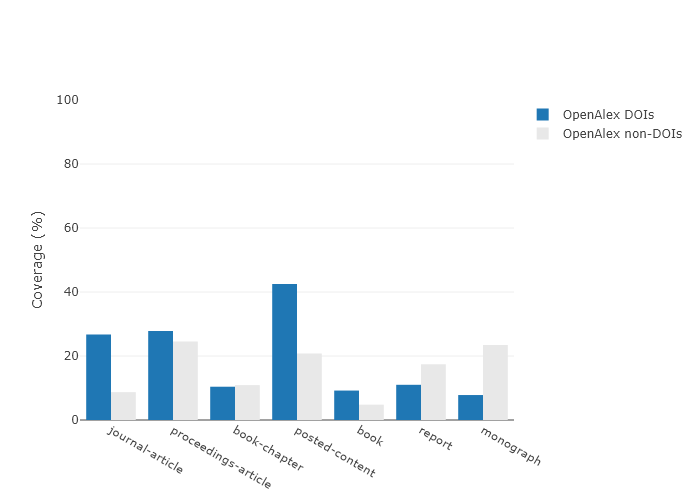 100
80
60
40
20
0
Coverage (%)
journal-article
proceedings-article
book-chapter
posted-content
book
report
monograph
OpenAlex DOIs
OpenAlex non-DOIs